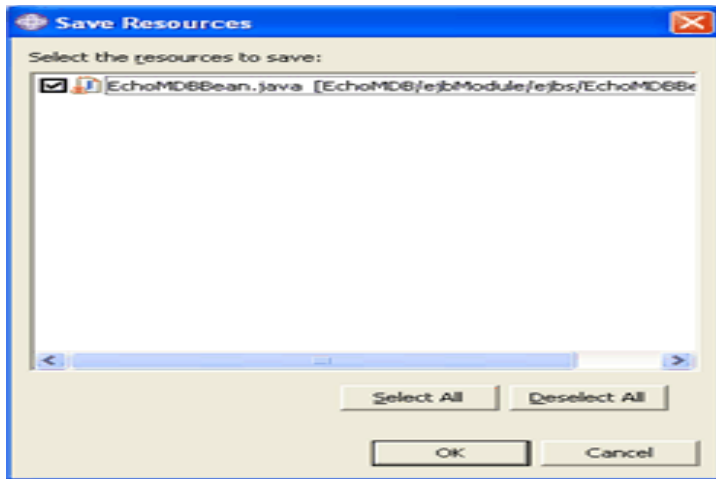 Save Resources
Select the resources to save:
EchoMDBBean.java [EchoMDB/ejbModule/ejbs/EchoMDBBe
Select All
Deselect All
OK
Cancel